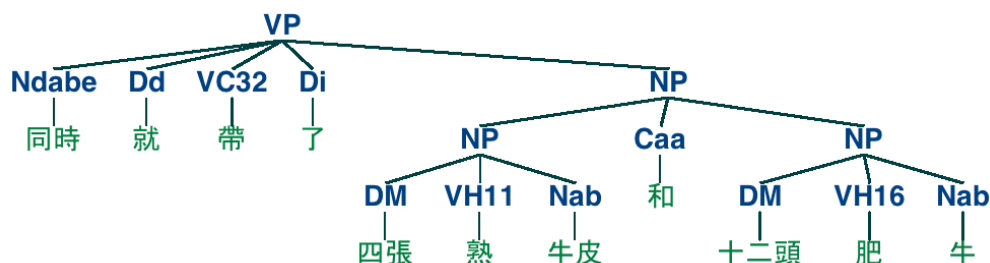 VP
Ndabe Dd VC32 Di NP
同時 就 帶 了 NP Caa NP
DM VH11 Nab 和 DM VH16 Nab
四張 熟 牛皮 十二頭 肥 牛